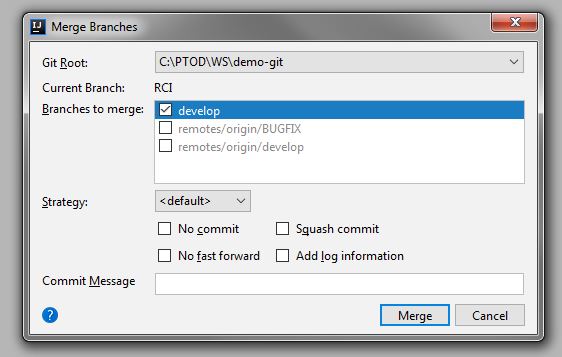 IJ Merge Branches
Git Root: C:\PTOD\WS\demo-git
Current Branch: RCI
Branches to merge: develop
remotes/origin/BUGFIX
remotes/origin/develop
Strategy: <default>
No commit Squash commit
No fast forward Add log information
Commit Message
? Merge Cancel